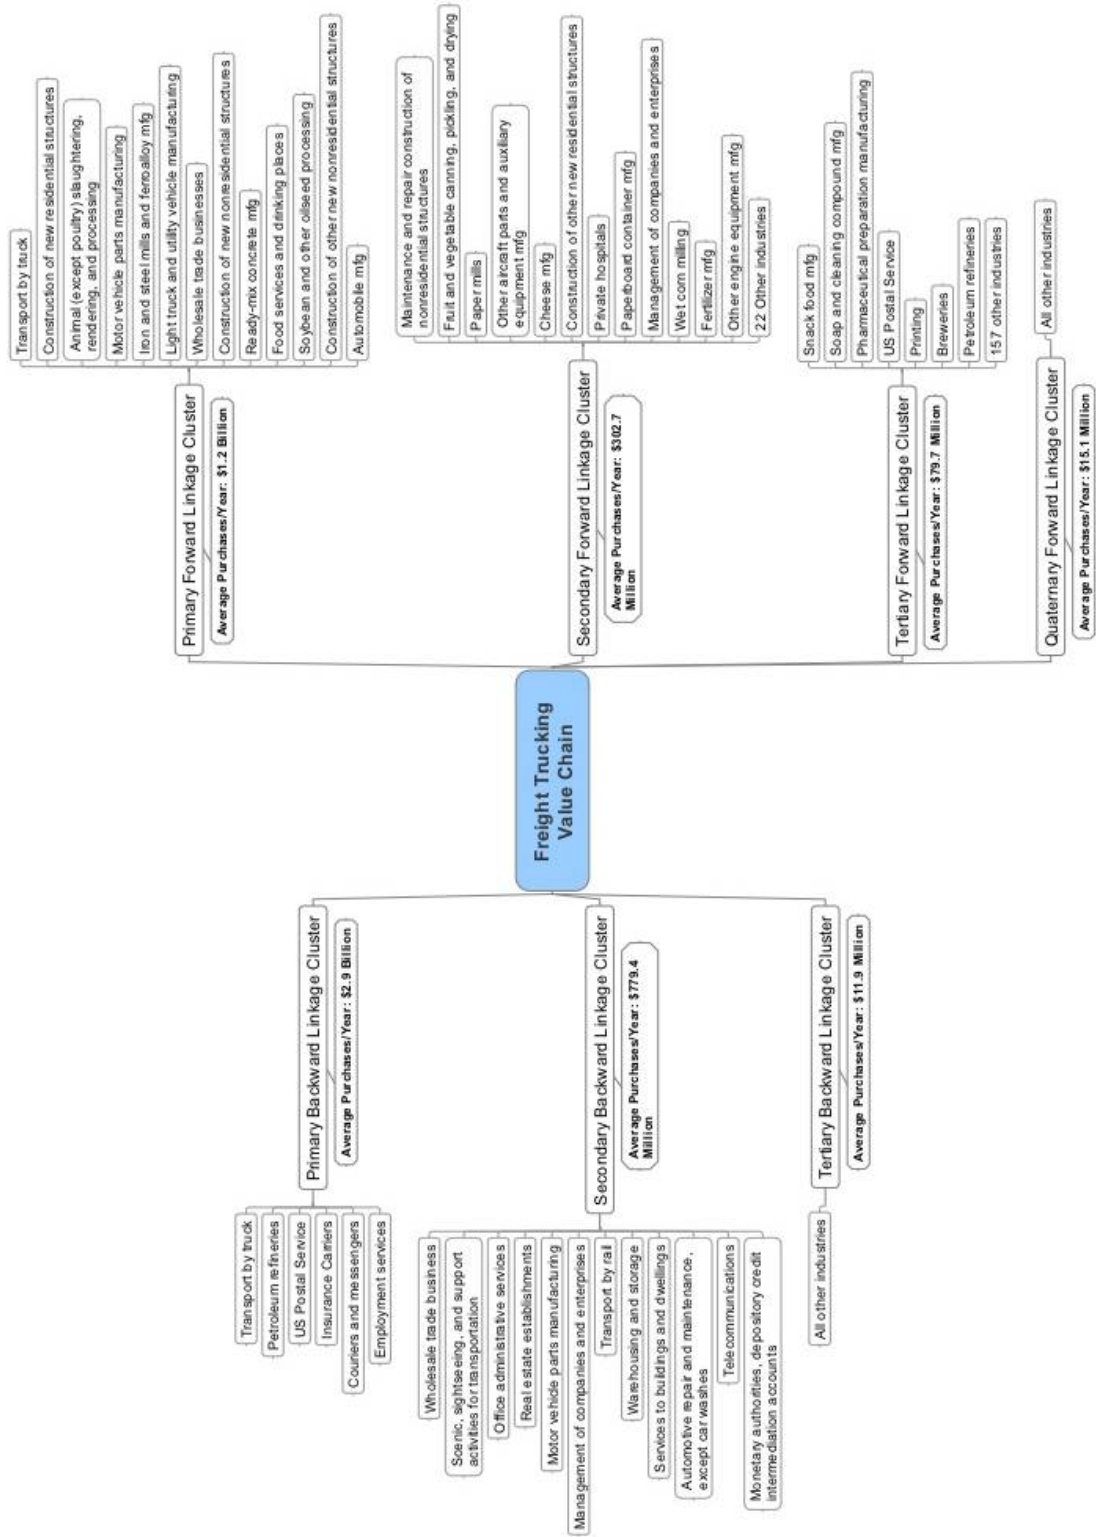 Freight Trucking
Value Chain
Primary Forward Linkage Cluster
Average Purchases/Year: $1.2 Billion
Transport by truck
Construction of new residential structures
Animal (except poultry) slaughtering,
rendering, and processing
Motor vehicle parts manufacturing
Iron and steel mills and ferroalloy mfg
Light truck and utility vehicle manufacturing
Wholesale trade businesses
Construction of new nonresidential structures
Ready-mix concrete mfg
Food services and drinking places
Soybean and other oilseed processing
Construction of other new nonresidential structures
Automobile mfg
Secondary Forward Linkage Cluster
Average Purchases/Year: $302.7
Million
Maintenance and repair construction of
nonresidential structures
Fruit and vegetable canning, pickling, and drying
Paper mills
Other aircraft parts and auxiliary
equipment mfg
Cheese mfg
Construction of other new residential structures
Private hospitals
Paperboard container mfg
Management of companies and enterprises
Wet corn milling
Fertilizer mfg
Other engine equipment mfg
22 Other industries
Tertiary Forward Linkage Cluster
Average Purchases/Year: $79.7 Million
Snack food mfg
Soap and cleaning compound mfg
Pharmaceutical preparation manufacturing
US Postal Service
Printing
Breweries
Petroleum refineries
157 other industries
Quaternary Forward Linkage Cluster
Average Purchases/Year: $15.1 Million
All other industries
Primary Backward Linkage Cluster
Average Purchases/Year: $2.9 Billion
Transport by truck
Petroleum refineries
US Postal Service
Insurance Carriers
Couriers and messengers
Employment services
Secondary Backward Linkage Cluster
Average Purchases/Year: $779.4
Million
Wholesale trade business
Scenic, sightseeing, and support
activities for transportation
Office administrative services
Real estate establishments
Motor vehicle parts manufacturing
Management of companies and enterprises
Transport by rail
Warehousing and storage
Services to buildings and dwellings
Automotive repair and maintenance,
except car washes
Telecommunications
Monetary authorities, depository credit
intermediation accounts
Tertiary Backward Linkage Cluster
Average Purchases/Year: $11.9 Million
All other industries